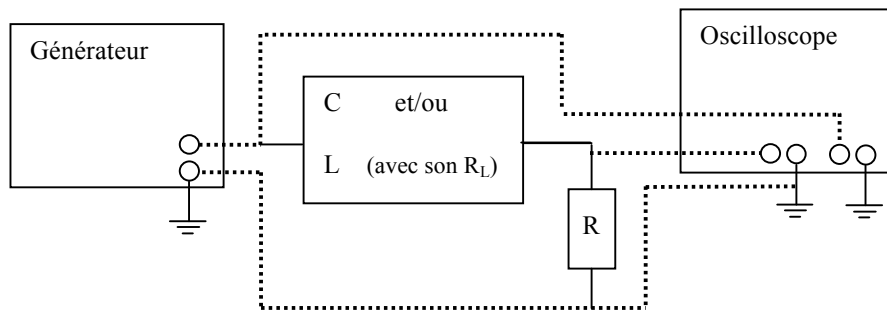 Générateur
Oscilloscope
C et/ou
L (avec son R_L)
R